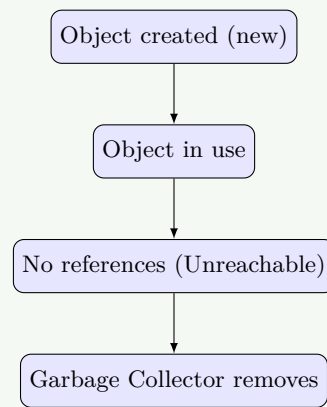 Object created (new)
Object in use
No references (Unreachable)
Garbage Collector removes